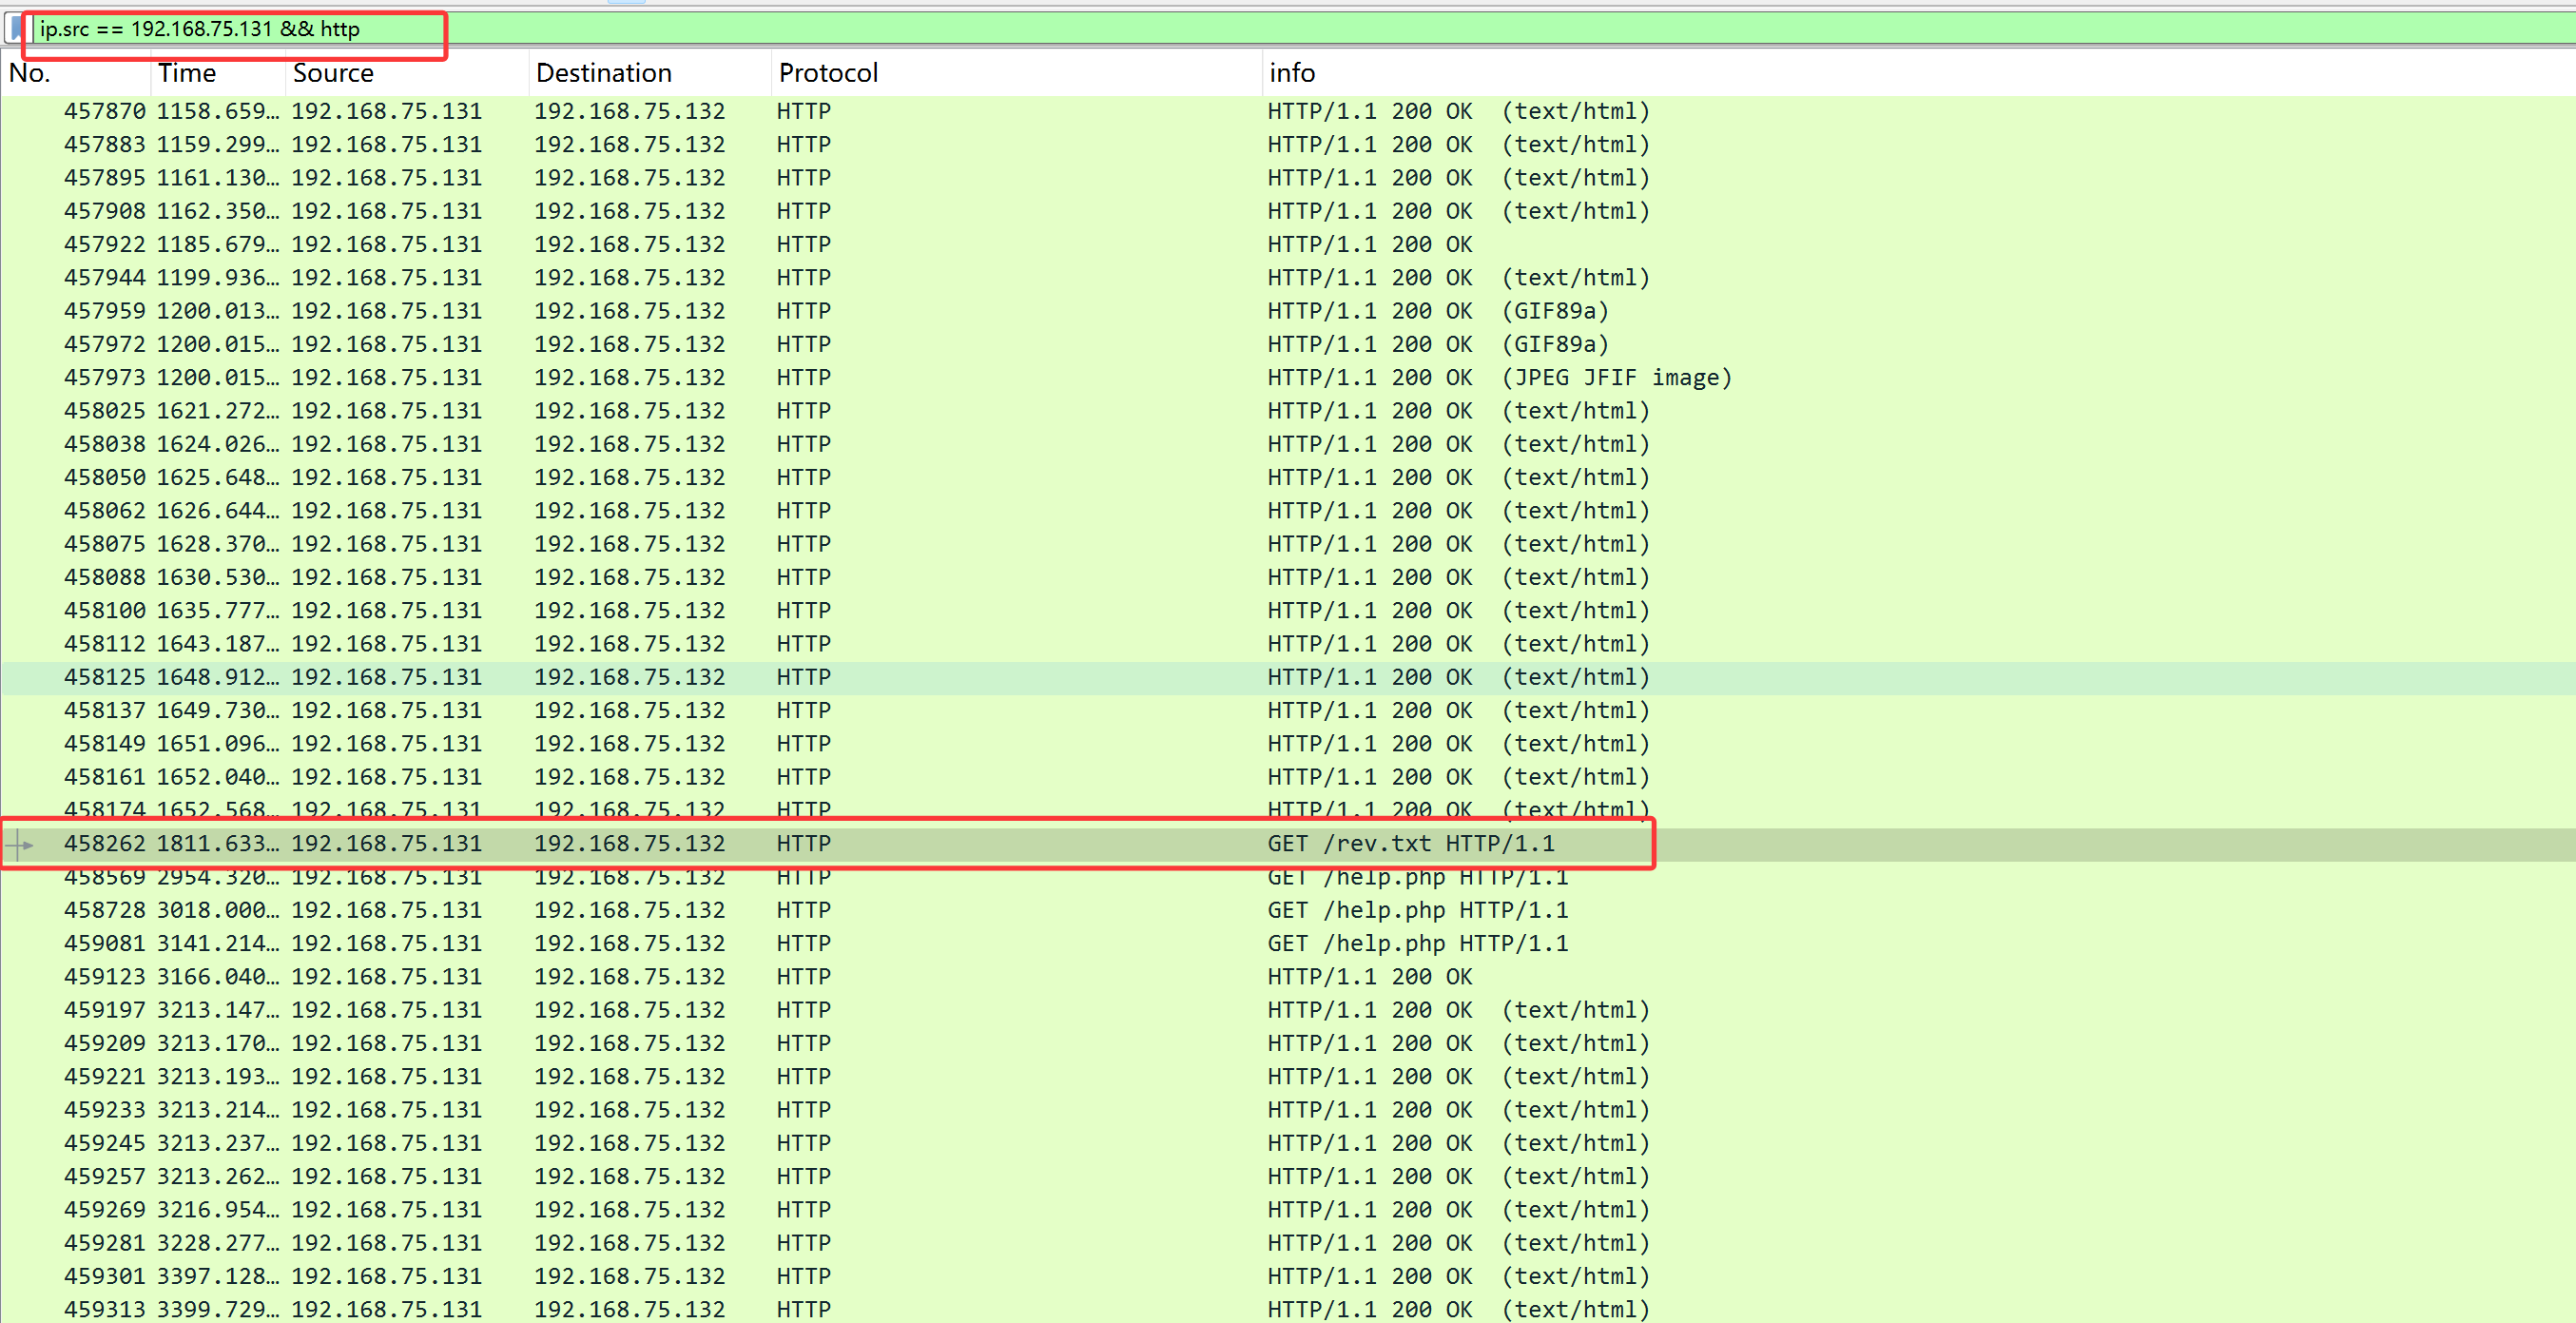 ip.src == 192.168.75.131 && http
No. Time Source Destination Protocol info
457870 1158.659… 192.168.75.131 192.168.75.132 HTTP HTTP/1.1 200 OK (text/html)
457883 1159.299… 192.168.75.131 192.168.75.132 HTTP HTTP/1.1 200 OK (text/html)
457895 1161.130… 192.168.75.131 192.168.75.132 HTTP HTTP/1.1 200 OK (text/html)
457908 1162.350… 192.168.75.131 192.168.75.132 HTTP HTTP/1.1 200 OK (text/html)
457922 1185.679… 192.168.75.131 192.168.75.132 HTTP HTTP/1.1 200 OK
457944 1199.936… 192.168.75.131 192.168.75.132 HTTP HTTP/1.1 200 OK (text/html)
457959 1200.013… 192.168.75.131 192.168.75.132 HTTP HTTP/1.1 200 OK (GIF89a)
457972 1200.015… 192.168.75.131 192.168.75.132 HTTP HTTP/1.1 200 OK (GIF89a)
457973 1200.015… 192.168.75.131 192.168.75.132 HTTP HTTP/1.1 200 OK (JPEG JFIF image)
458025 1621.272… 192.168.75.131 192.168.75.132 HTTP HTTP/1.1 200 OK (text/html)
458038 1624.026… 192.168.75.131 192.168.75.132 HTTP HTTP/1.1 200 OK (text/html)
458050 1625.648… 192.168.75.131 192.168.75.132 HTTP HTTP/1.1 200 OK (text/html)
458062 1626.644… 192.168.75.131 192.168.75.132 HTTP HTTP/1.1 200 OK (text/html)
458075 1628.370… 192.168.75.131 192.168.75.132 HTTP HTTP/1.1 200 OK (text/html)
458088 1630.530… 192.168.75.131 192.168.75.132 HTTP HTTP/1.1 200 OK (text/html)
458100 1635.777… 192.168.75.131 192.168.75.132 HTTP HTTP/1.1 200 OK (text/html)
458112 1643.187… 192.168.75.131 192.168.75.132 HTTP HTTP/1.1 200 OK (text/html)
458125 1648.912… 192.168.75.131 192.168.75.132 HTTP HTTP/1.1 200 OK (text/html)
458137 1649.730… 192.168.75.131 192.168.75.132 HTTP HTTP/1.1 200 OK (text/html)
458149 1651.096… 192.168.75.131 192.168.75.132 HTTP HTTP/1.1 200 OK (text/html)
458161 1652.040… 192.168.75.131 192.168.75.132 HTTP HTTP/1.1 200 OK (text/html)
458174 1652.568… 192.168.75.131 192.168.75.132 HTTP HTTP/1.1 200 OK (text/html)
458262 1811.633… 192.168.75.131 192.168.75.132 HTTP GET /rev.txt HTTP/1.1
458569 2954.320… 192.168.75.131 192.168.75.132 HTTP GET /help.php HTTP/1.1
458728 3018.000… 192.168.75.131 192.168.75.132 HTTP GET /help.php HTTP/1.1
459081 3141.214… 192.168.75.131 192.168.75.132 HTTP GET /help.php HTTP/1.1
459123 3166.040… 192.168.75.131 192.168.75.132 HTTP HTTP/1.1 200 OK
459197 3213.147… 192.168.75.131 192.168.75.132 HTTP HTTP/1.1 200 OK (text/html)
459209 3213.170… 192.168.75.131 192.168.75.132 HTTP HTTP/1.1 200 OK (text/html)
459221 3213.193… 192.168.75.131 192.168.75.132 HTTP HTTP/1.1 200 OK (text/html)
459233 3213.214… 192.168.75.131 192.168.75.132 HTTP HTTP/1.1 200 OK (text/html)
459245 3213.237… 192.168.75.131 192.168.75.132 HTTP HTTP/1.1 200 OK (text/html)
459257 3213.262… 192.168.75.131 192.168.75.132 HTTP HTTP/1.1 200 OK (text/html)
459269 3216.954… 192.168.75.131 192.168.75.132 HTTP HTTP/1.1 200 OK (text/html)
459281 3228.277… 192.168.75.131 192.168.75.132 HTTP HTTP/1.1 200 OK (text/html)
459301 3397.128… 192.168.75.131 192.168.75.132 HTTP HTTP/1.1 200 OK (text/html)
459313 3399.729… 192.168.75.131 192.168.75.132 HTTP HTTP/1.1 200 OK (text/html)